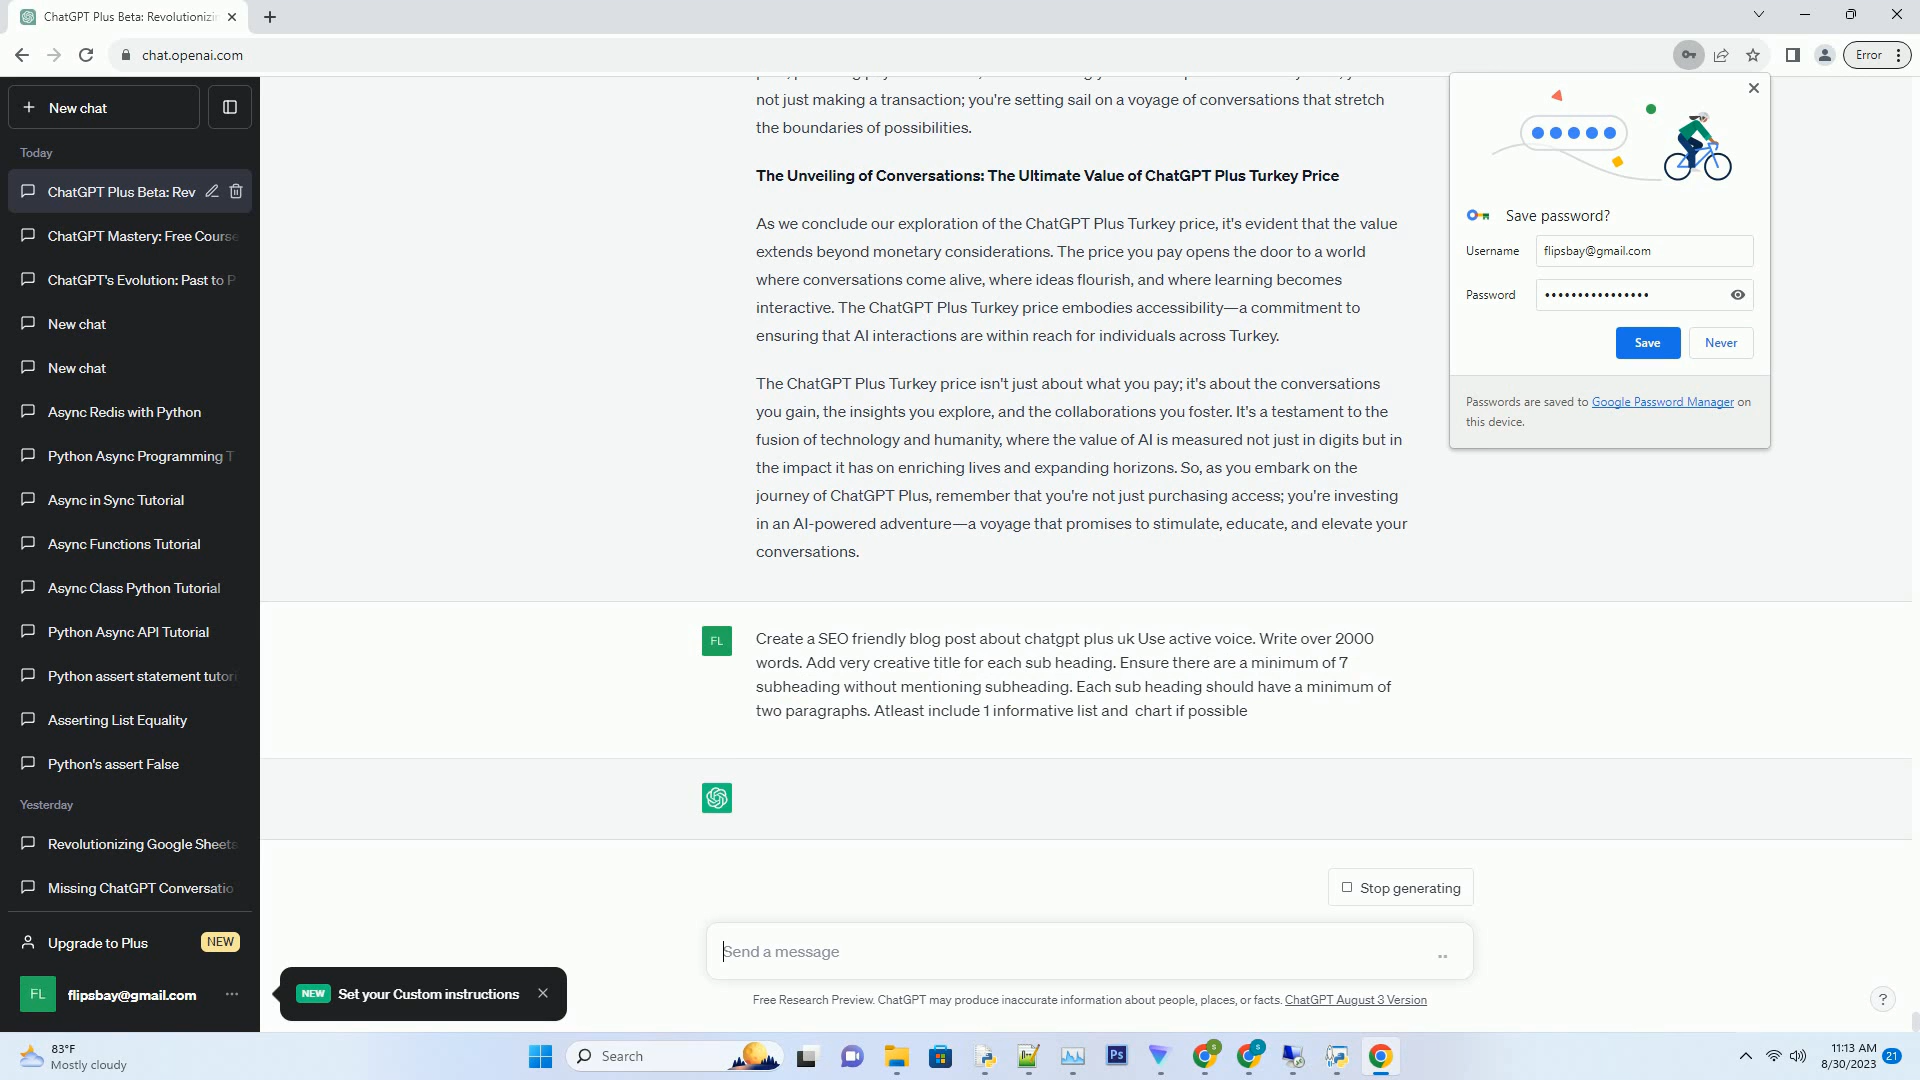 ChatGPT Plus Beta: Revolutionizi
chat.openai.com
Error
New chat
Today
ChatGPT Plus Beta: Rev
ChatGPT Mastery: Free Course
ChatGPT's Evolution: Past to P
New chat
New chat
Async Redis with Python
Python Async Programming T
Async in Sync Tutorial
Async Functions Tutorial
Async Class Python Tutorial
Python Async API Tutorial
Python assert statement tutori
Asserting List Equality
Python's assert False
Yesterday
Revolutionizing Google Sheets
Missing ChatGPT Conversatio
Upgrade to Plus NEW
FL flipsbay@gmail.com
NEW Set your Custom instructions
not just making a transaction; you're setting sail on a voyage of conversations that stretch
the boundaries of possibilities.
The Unveiling of Conversations: The Ultimate Value of ChatGPT Plus Turkey Price
As we conclude our exploration of the ChatGPT Plus Turkey price, it's evident that the value
extends beyond monetary considerations. The price you pay opens the door to a world
where conversations come alive, where ideas flourish, and where learning becomes
interactive. The ChatGPT Plus Turkey price embodies accessibility—a commitment to
ensuring that AI interactions are within reach for individuals across Turkey.
The ChatGPT Plus Turkey price isn't just about what you pay; it's about the conversations
you gain, the insights you explore, and the collaborations you foster. It's a testament to the
fusion of technology and humanity, where the value of AI is measured not just in digits but in
the impact it has on enriching lives and expanding horizons. So, as you embark on the
journey of ChatGPT Plus, remember that you're not just purchasing access; you're investing
in an AI-powered adventure—a voyage that promises to stimulate, educate, and elevate your
conversations.
FL
Create a SEO friendly blog post about chatgpt plus uk Use active voice. Write over 2000
words. Add very creative title for each sub heading. Ensure there are a minimum of 7
subheading without mentioning subheading. Each sub heading should have a minimum of
two paragraphs. Atleast include 1 informative list and chart if possible
Stop generating
Send a message
Free Research Preview. ChatGPT may produce inaccurate information about people, places, or facts. ChatGPT August 3 Version
?
Save password?
Username flipsbay@gmail.com
Password ••••••••••••••••
Save Never
Passwords are saved to Google Password Manager on
this device.
83°F
Mostly cloudy
Search
Ps
S
S
11:13 AM
8/30/2023
21